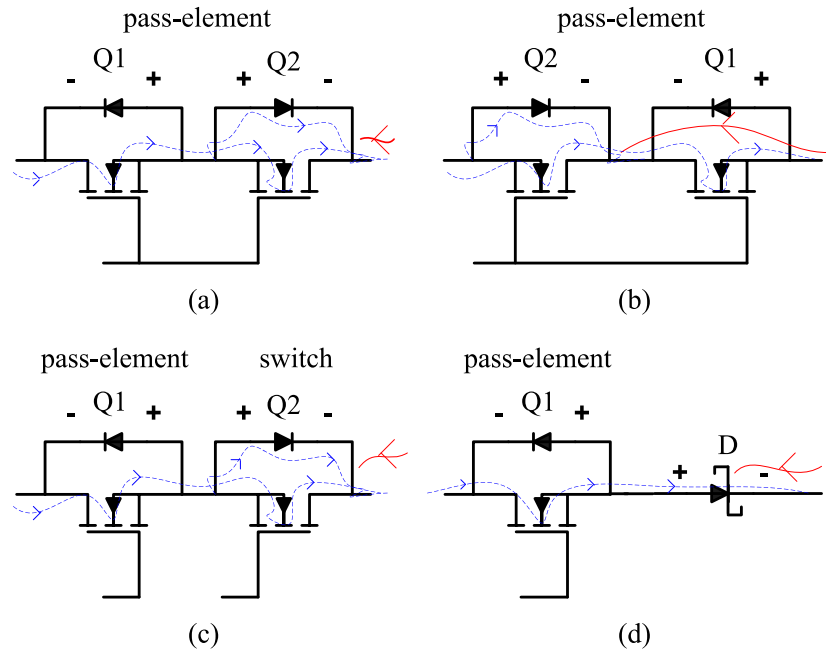 pass-element
pass-element
Q1
Q2
Q2
Q1
- + + -
+ - - +
(a)
(b)
pass-element
switch
pass-element
Q1
Q2
Q1
- + + -
- +
D
+ -
(c)
(d)